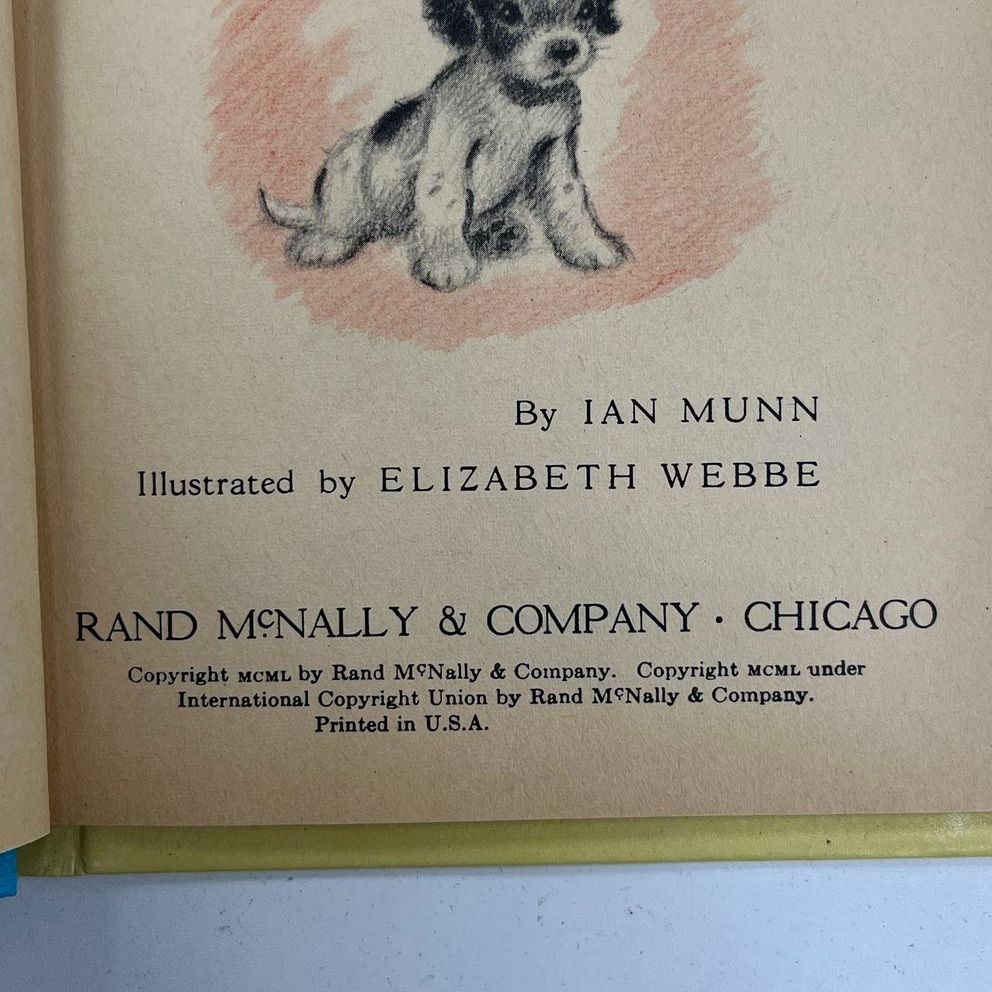 By IAN MUNN
Illustrated by ELIZABETH WEBBE
RAND McNALLY & COMPANY · CHICAGO
Copyright MCML by Rand McNally & Company. Copyright MCML under
International Copyright Union by Rand McNally & Company.
Printed in U.S.A.